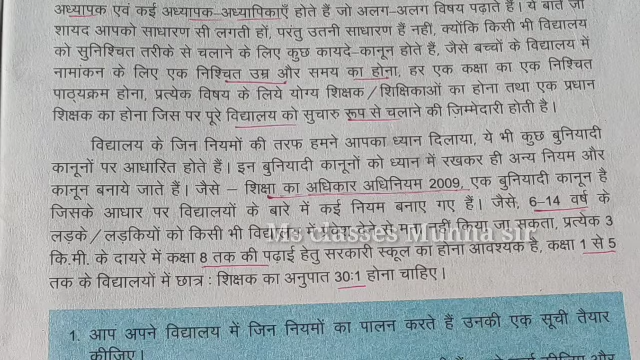 अध्यापक एवं कई अध्यापक-अध्यापिकाएँ होते हैं जो अलग-अलग विषय पढ़ाते हैं। ये बातें जो
शायद आपको साधारण सी लगती हों, परंतु उतनी साधारण हैं नहीं, क्योंकि किसी भी विद्यालय
को सुनिश्चित तरीके से चलाने के लिए कुछ कायदे-कानून होते हैं, जैसे बच्चों के विद्यालय में
नामांकन के लिए एक निश्चित उम्र और समय का होना, हर एक कक्षा का एक निश्चित
पाठ्यक्रम होना, प्रत्येक विषय के लिये योग्य शिक्षक/शिक्षिकाओं का होना तथा एक प्रधान
शिक्षक का होना जिस पर पूरे विद्यालय को सुचारु रूप से चलाने की ज़िम्मेदारी होती है।
विद्यालय के जिन नियमों की तरफ हमने आपका ध्यान दिलाया, ये भी कुछ बुनियादी
कानूनों पर आधारित होते हैं। इन बुनियादी कानूनों को ध्यान में रखकर ही अन्य नियम और
कानून बनाये जाते हैं। जैसे – शिक्षा का अधिकार अधिनियम 2009, एक बुनियादी कानून है
जिसके आधार पर विद्यालयों के बारे में कई नियम बनाए गए हैं। जैसे, 6–14 वर्ष के
लड़के/लड़कियों को किसी भी विद्यालय में प्रवेश लेने से मना नहीं किया जा सकता, प्रत्येक 3
Ms Classes Munna sir
कि.मी. के दायरे में कक्षा 8 तक की पढ़ाई हेतु सरकारी स्कूल का होना आवश्यक है, कक्षा 1 से 5
तक के विद्यालयों में छात्र : शिक्षक का अनुपात 30:1 होना चाहिए।
1. आप अपने विद्यालय में जिन नियमों का पालन करते हैं उनकी एक सूची तैयार
कीजिए।